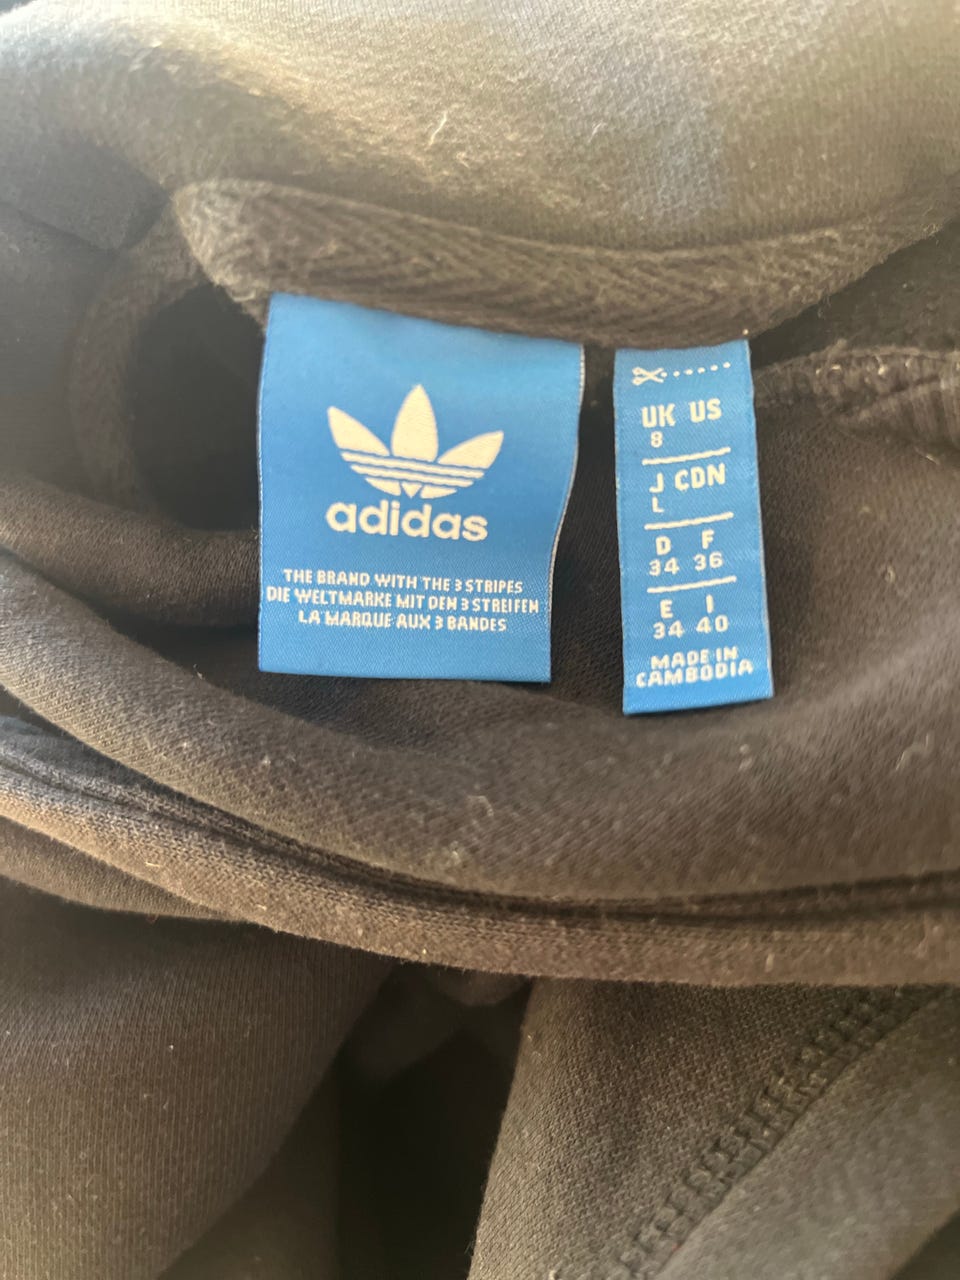 adidas
THE BRAND WITH THE 3 STRIPES
DIE WELTMARKE MIT DEN 3 STREIFEN
LA MARQUE AUX 3 BANDES
UK US
8
J CDN
L
D F
34 36
E I
34 40
MADE IN
CAMBODIA